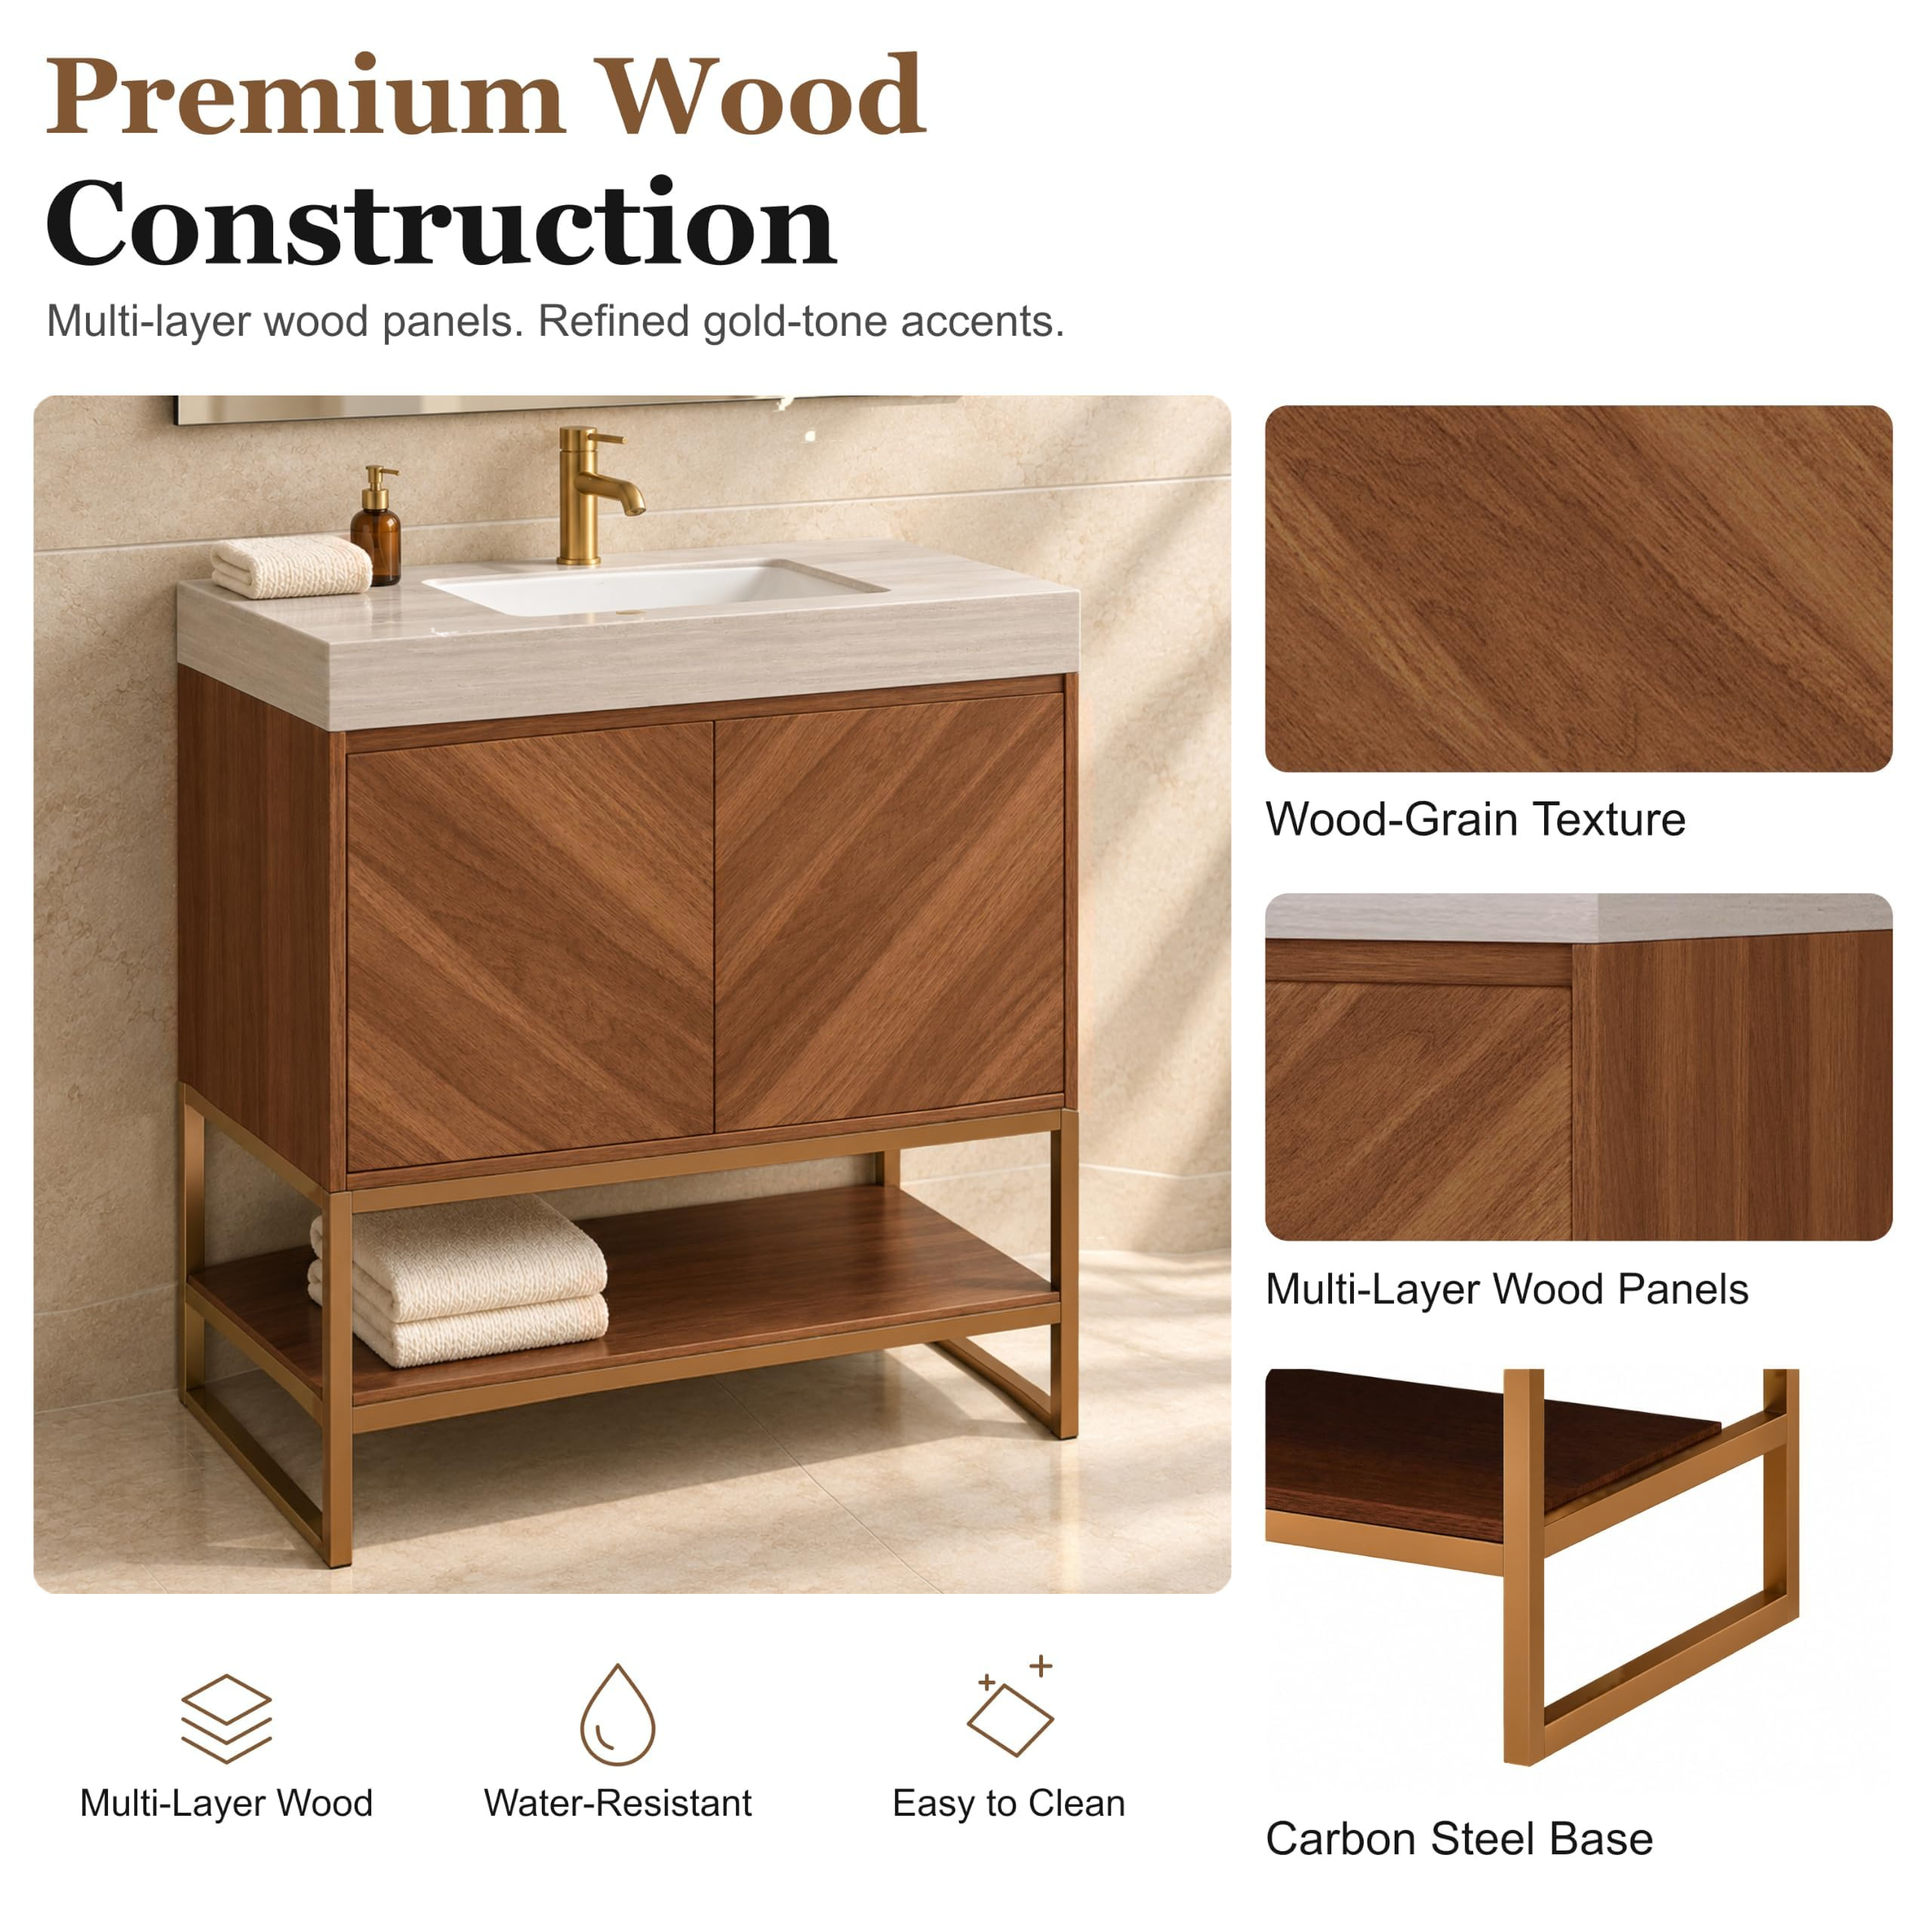 Premium Wood
Construction
Multi-layer wood panels. Refined gold-tone accents.
Wood-Grain Texture
Multi-Layer Wood Panels
Carbon Steel Base
Multi-Layer Wood
Water-Resistant
Easy to Clean